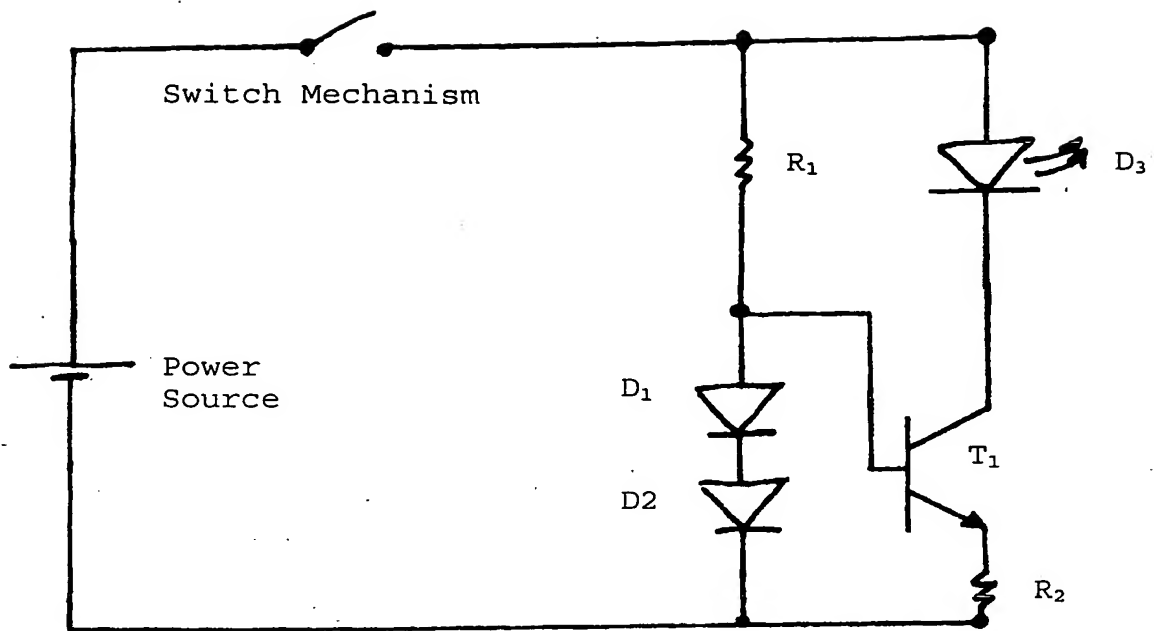 Switch Mechanism
R₁
D₃
Power
Source
D₁
T₁
D2
R₂